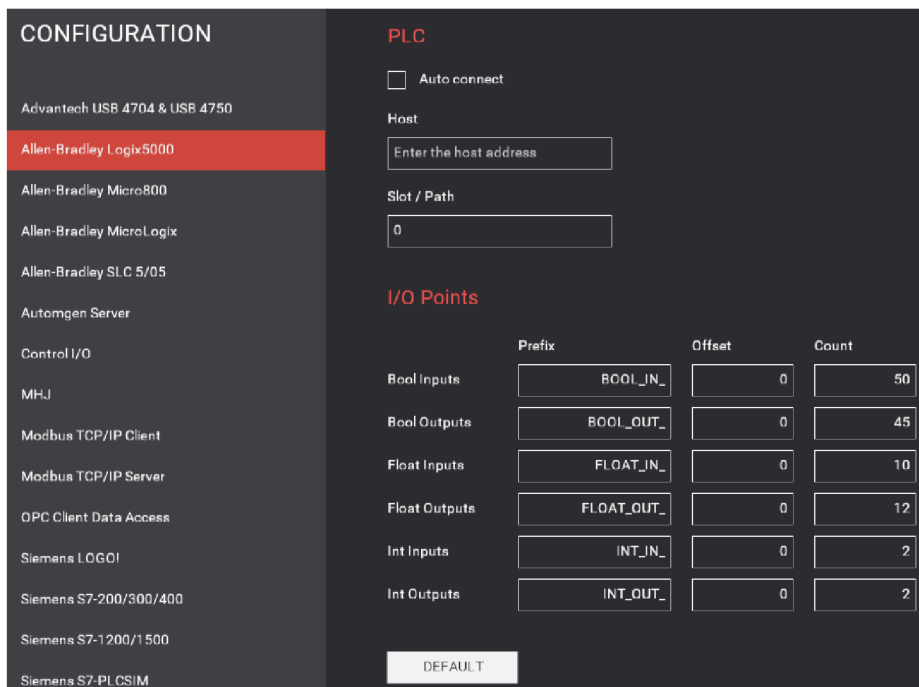 CONFIGURATION
Advantech USB 4704 & USB 4750
Allen-Bradley Logix5000
Allen-Bradley Micro800
Allen-Bradley MicroLogix
Allen-Bradley SLC 5/05
Automgen Server
Control I/O
MHJ
Modbus TCP/IP Client
Modbus TCP/IP Server
OPC Client Data Access
Siemens LOGO!
Siemens S7-200/300/400
Siemens S7-1200/1500
Siemens S7-PLCSIM
PLC
Auto connect
Host
Enter the host address
Slot / Path
0
I/O Points
Prefix Offset Count
Bool Inputs BOOL_IN_ 0 50
Bool Outputs BOOL_OUT_ 0 45
Float Inputs FLOAT_IN_ 0 10
Float Outputs FLOAT_OUT_ 0 12
Int Inputs INT_IN_ 0 2
Int Outputs INT_OUT_ 0 2
DEFAULT